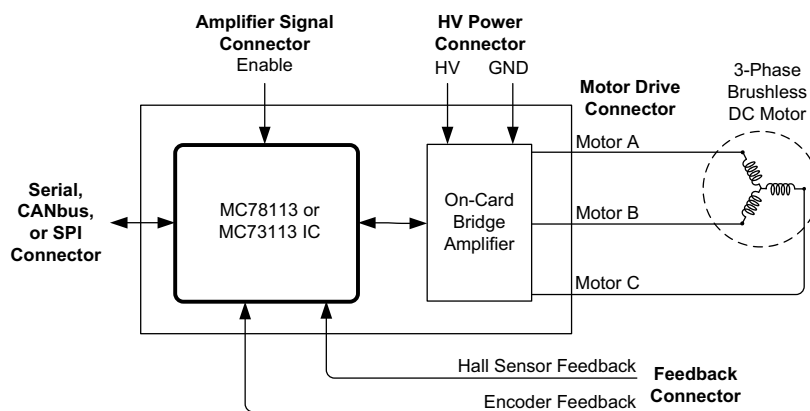 Amplifier Signal
Connector
Enable
HV Power
Connector
HV
GND
Motor Drive
Connector
3-Phase
Brushless
DC Motor
Motor A
Serial,
CANbus,
or SPI
Connector
MC78113 or
MC73113 IC
On-Card
Bridge
Amplifier
Motor B
Motor C
Hall Sensor Feedback
Encoder Feedback
Feedback
Connector